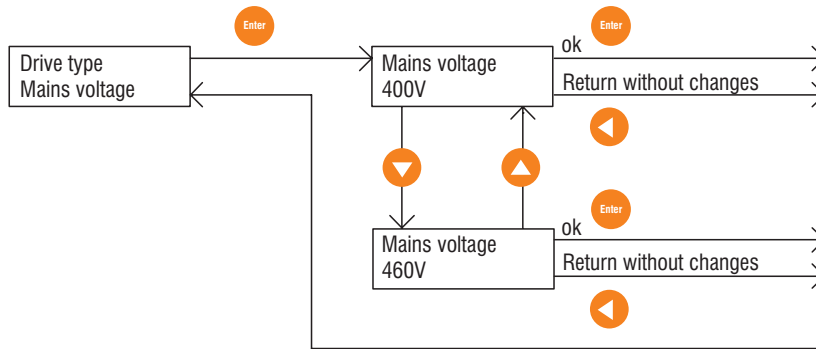 Enter
Enter
ok
Drive type
Mains voltage
Mains voltage
400V
Return without changes
Enter
ok
Mains voltage
460V
Return without changes